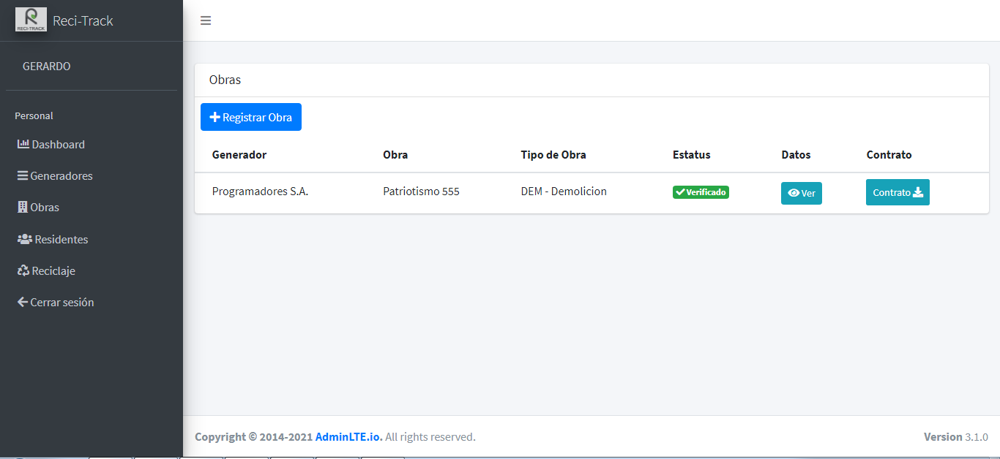 RECI-TRACK
Reci-Track
GERARDO
Personal
Dashboard
Generadores
Obras
Residentes
Reciclaje
Cerrar sesión
Obras
Registrar Obra
Generador Obra Tipo de Obra Estatus Datos Contrato
Programadores S.A. Patriotismo 555 DEM - Demolicion Verificado Ver Contrato
Copyright © 2014-2021 AdminLTE.io. All rights reserved. Version 3.1.0